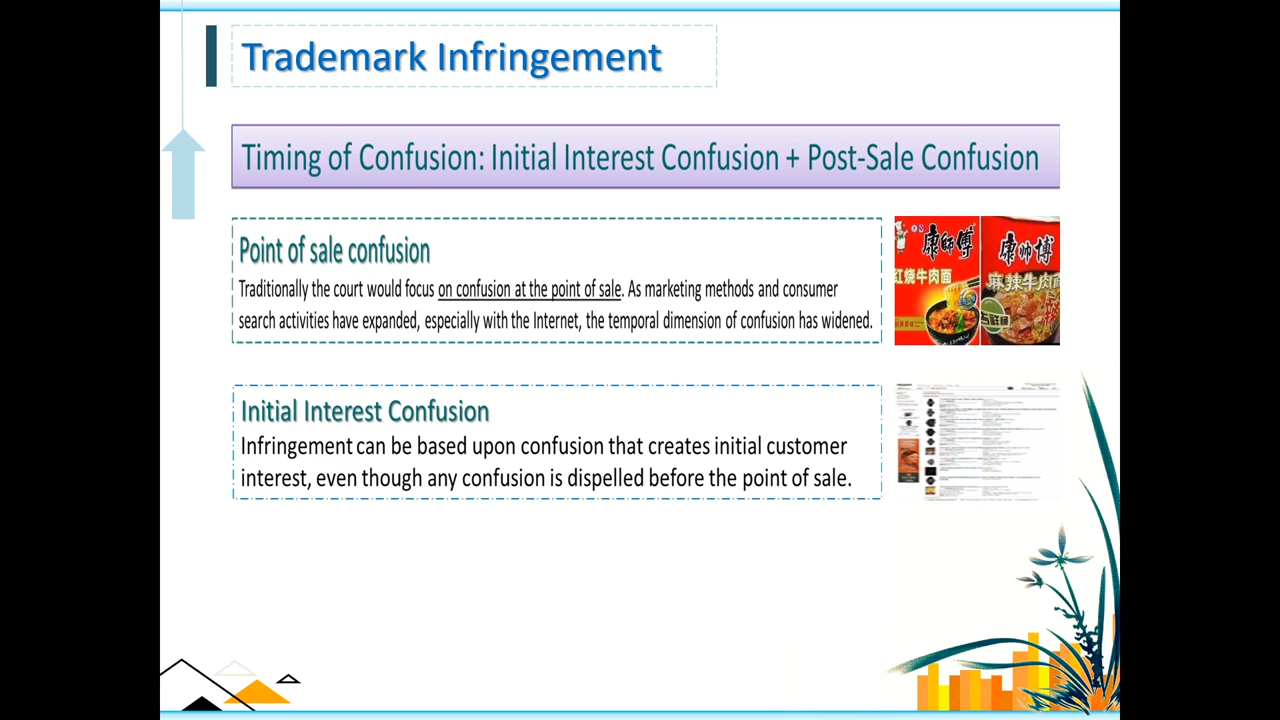 Trademark Infringement
Timing of Confusion: Initial Interest Confusion + Post-Sale Confusion
Point of sale confusion
Traditionally the court would focus on confusion at the point of sale. As marketing methods and consumer
search activities have expanded, especially with the Internet, the temporal dimension of confusion has widened.
康師傅
红烧牛肉面
康帅博
麻辣牛肉面
Initial Interest Confusion
Infringement can be based upon confusion that creates initial customer
interest, even though any confusion is dispelled before the point of sale.